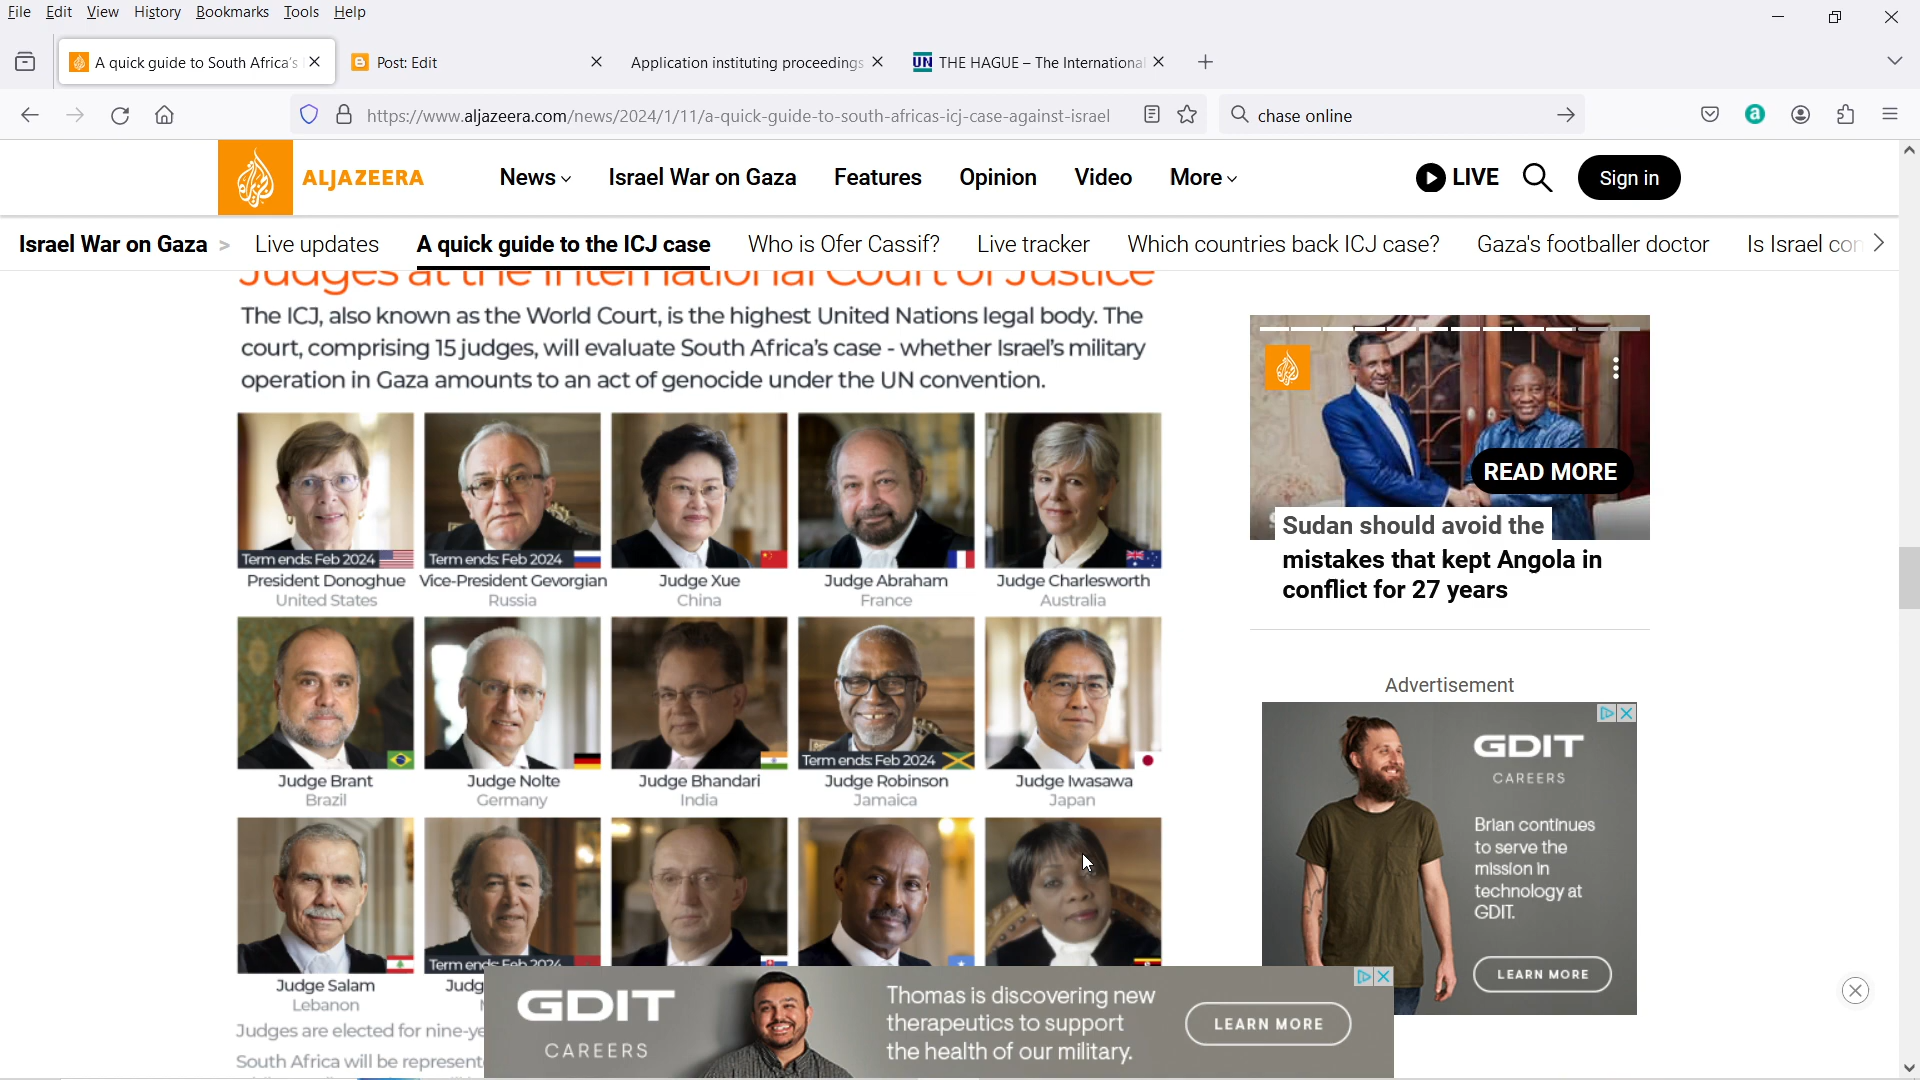 File Edit View History Bookmarks Tools Help
A quick guide to South Africa's
Post: Edit
Application instituting proceedings
UN THE HAGUE – The International
https://www.aljazeera.com/news/2024/1/11/a-quick-guide-to-south-africas-icj-case-against-israel
chase online
ALJAZEERA
News Israel War on Gaza Features Opinion Video More LIVE Sign in
Israel War on Gaza > Live updates A quick guide to the ICJ case Who is Ofer Cassif? Live tracker Which countries back ICJ case? Gaza's footballer doctor Is Israel con
Judges at the International Court of Justice
The ICJ, also known as the World Court, is the highest United Nations legal body. The
court, comprising 15 judges, will evaluate South Africa's case - whether Israel's military
operation in Gaza amounts to an act of genocide under the UN convention.
Term ends: Feb 2024 Term ends: Feb 2024
President Donoghue Vice-President Gevorgian Judge Xue Judge Abraham Judge Charlesworth
United States Russia China France Australia
Term ends: Feb 2024
Judge Brant Judge Nolte Judge Bhandari Judge Robinson Judge Iwasawa
Brazil Germany India Jamaica Japan
Term ends: Feb 2024
Judge Salam Judg
Lebanon
Judges are elected for nine-ye
South Africa will be represent
READ MORE
Sudan should avoid the
mistakes that kept Angola in
conflict for 27 years
Advertisement
GDIT
CAREERS
Brian continues
to serve the
mission in
technology at
GDIT.
LEARN MORE
GDIT
CAREERS
Thomas is discovering new
therapeutics to support
the health of our military.
LEARN MORE